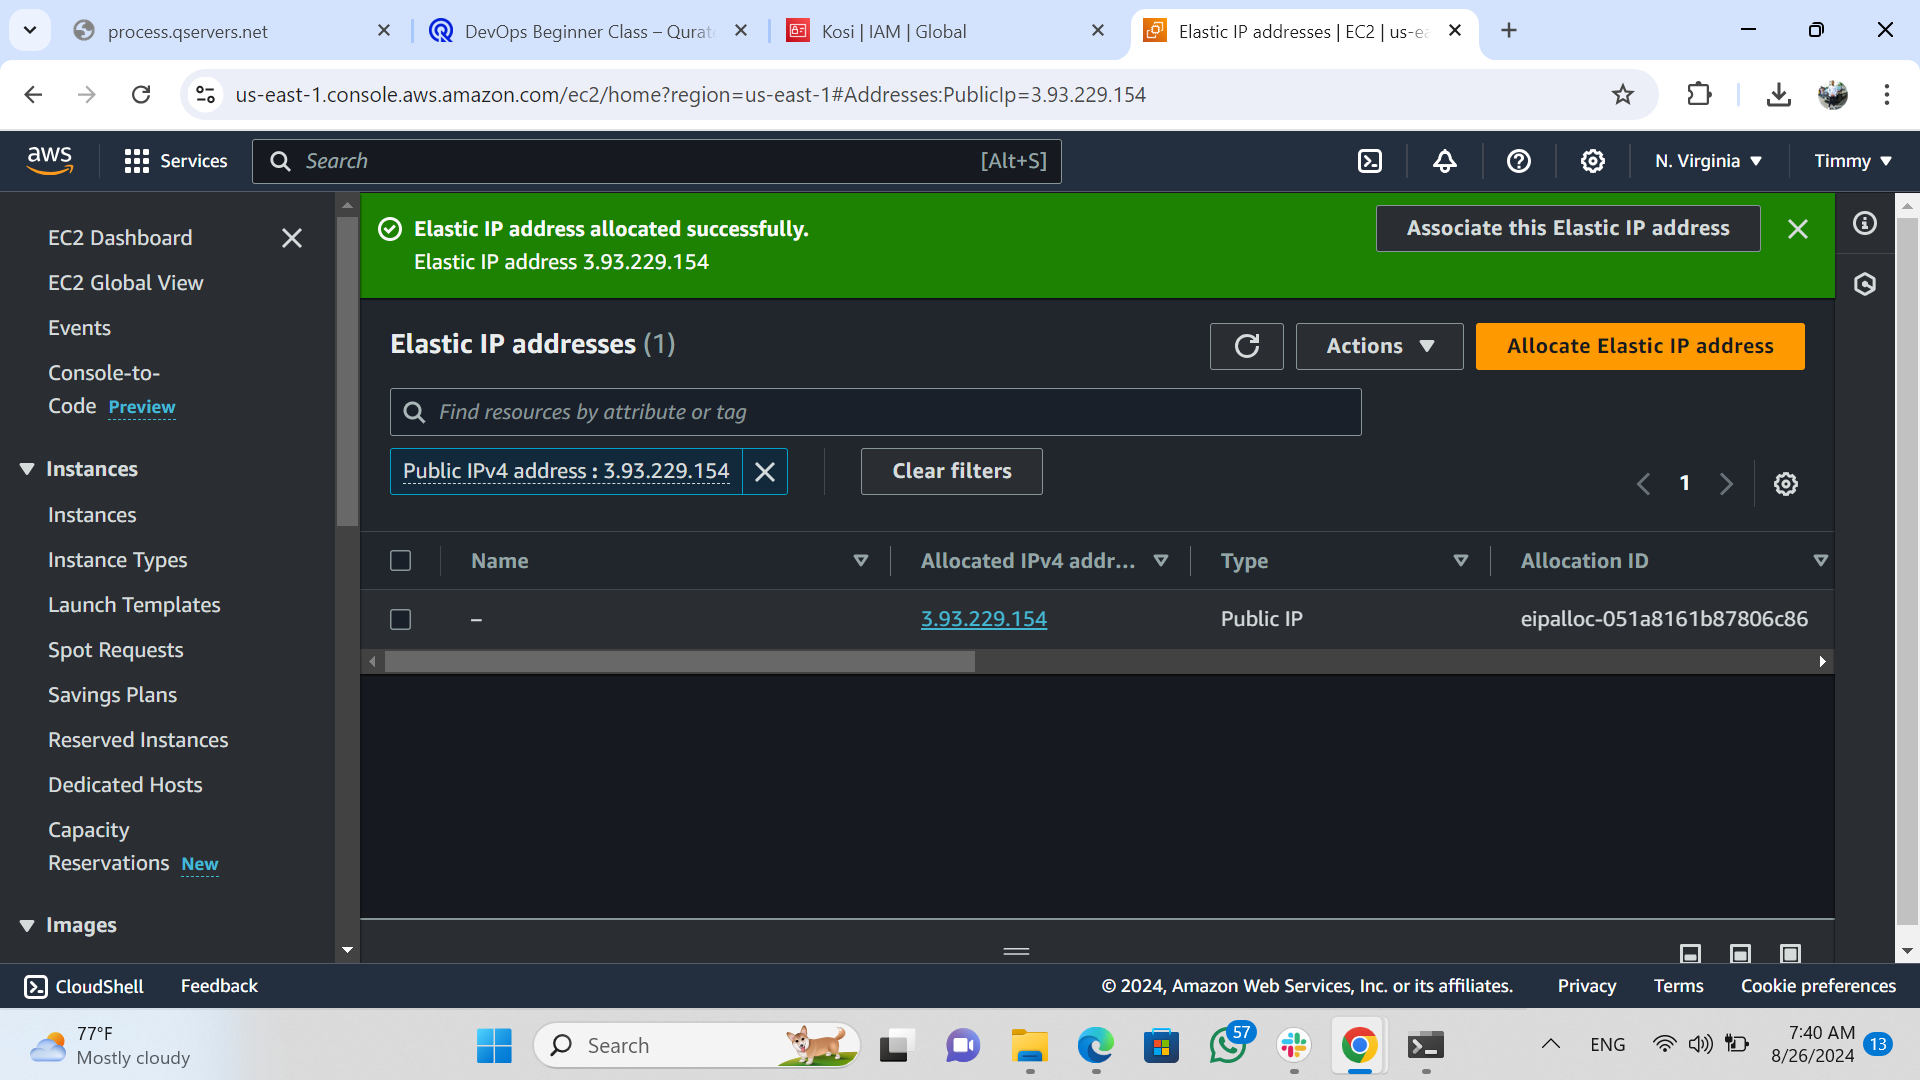 process.qservers.net
DevOps Beginner Class – Qurat
Kosi | IAM | Global
Elastic IP addresses | EC2 | us-ea
us-east-1.console.aws.amazon.com/ec2/home?region=us-east-1#Addresses:PublicIp=3.93.229.154
aws
Services
Search
[Alt+S]
N. Virginia
Timmy
EC2 Dashboard
EC2 Global View
Events
Console-to-
Code Preview
Instances
Instances
Instance Types
Launch Templates
Spot Requests
Savings Plans
Reserved Instances
Dedicated Hosts
Capacity
Reservations New
Images
Elastic IP address allocated successfully.
Elastic IP address 3.93.229.154
Associate this Elastic IP address
Elastic IP addresses (1)
Actions
Allocate Elastic IP address
Find resources by attribute or tag
Public IPv4 address : 3.93.229.154
Clear filters
1
Name
Allocated IPv4 addr...
Type
Allocation ID
–
3.93.229.154
Public IP
eipalloc-051a8161b87806c86
CloudShell
Feedback
© 2024, Amazon Web Services, Inc. or its affiliates.
Privacy
Terms
Cookie preferences
77°F
Mostly cloudy
Search
57
ENG
7:40 AM
8/26/2024
13